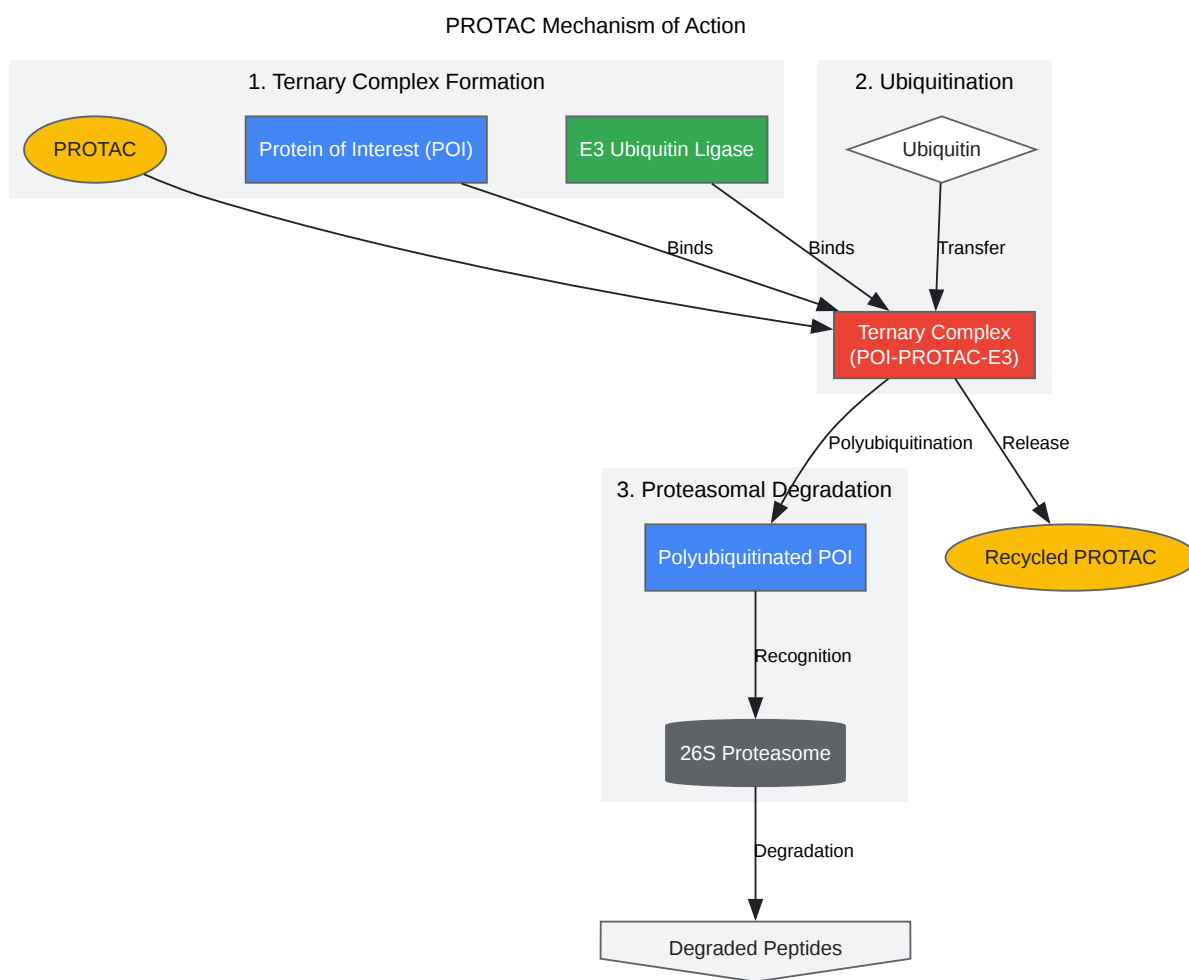 PROTAC Mechanism of Action
1. Ternary Complex Formation
2. Ubiquitination
PROTAC
Protein of Interest (POI)
E3 Ubiquitin Ligase
Ubiquitin
Binds
Binds
Transfer
Ternary Complex
(POI-PROTAC-E3)
Polyubiquitination
Release
3. Proteasomal Degradation
Polyubiquitinated POI
Recycled PROTAC
Recognition
26S Proteasome
Degradation
Degraded Peptides